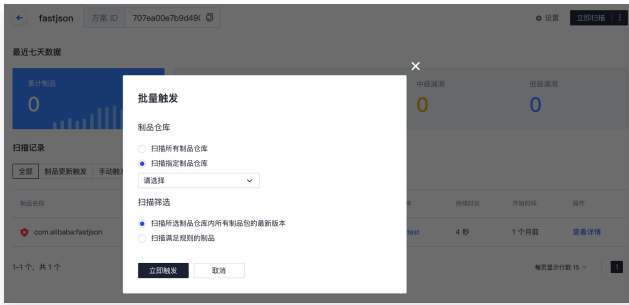 fastjson 方案 ID 707ea00e7b9d49( 设置 立即扫描
最近七天数据
累计制品 中级漏洞 低级漏洞
0 0 0
批量触发
制品仓库
扫描所有制品仓库
扫描指定制品仓库
请选择
扫描筛选
扫描所选制品仓库内所有制品包的最新版本
扫描满足规则的制品
立即触发 取消
扫描记录
全部 制品更新触发 手动触
制品名称 持续时长 开始时间 操作
com.alibaba:fastjson test 4 秒 1 个月前 查看详情
1-1 个，共 1 个 每页显示行数 15 1